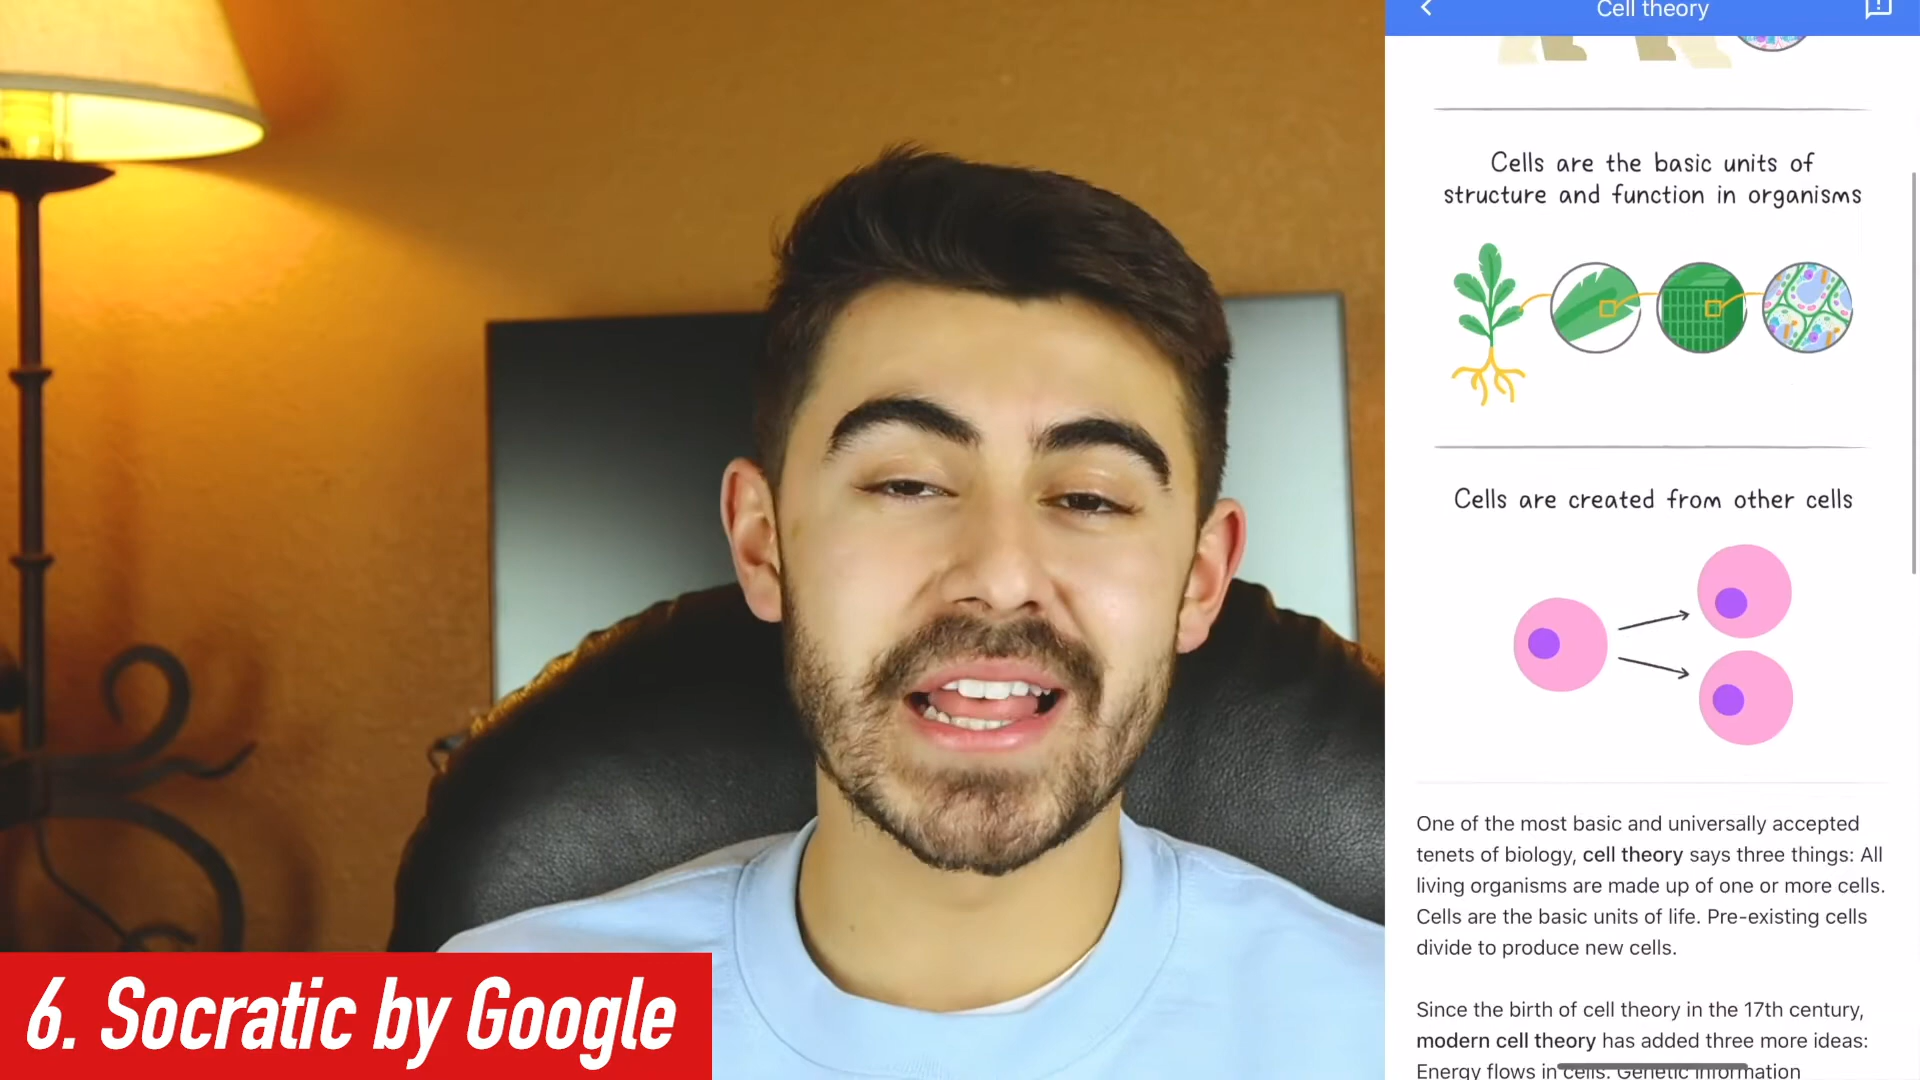 Cell theory
Cells are the basic units of
structure and function in organisms
Cells are created from other cells
One of the most basic and universally accepted
tenets of biology, cell theory says three things: All
living organisms are made up of one or more cells.
Cells are the basic units of life. Pre-existing cells
divide to produce new cells.
Since the birth of cell theory in the 17th century,
modern cell theory has added three more ideas:
Energy flows in cells. Genetic information
6. Socratic by Google